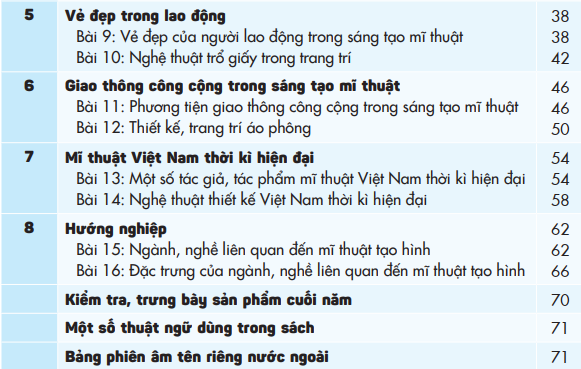 5 Vẻ đẹp trong lao động 38
Bài 9: Vẻ đẹp của người lao động trong sáng tạo mĩ thuật 38
Bài 10: Nghệ thuật trổ giấy trong trang trí 42
6 Giao thông công cộng trong sáng tạo mĩ thuật 46
Bài 11: Phương tiện giao thông công cộng trong sáng tạo mĩ thuật 46
Bài 12: Thiết kế, trang trí áo phông 50
7 Mĩ thuật Việt Nam thời kì hiện đại 54
Bài 13: Một số tác giả, tác phẩm mĩ thuật Việt Nam thời kì hiện đại 54
Bài 14: Nghệ thuật thiết kế Việt Nam thời kì hiện đại 58
8 Hướng nghiệp 62
Bài 15: Ngành, nghề liên quan đến mĩ thuật tạo hình 62
Bài 16: Đặc trưng của ngành, nghề liên quan đến mĩ thuật tạo hình 66
Kiểm tra, trưng bày sản phẩm cuối năm 70
Một số thuật ngữ dùng trong sách 71
Bảng phiên âm tên riêng nước ngoài 71